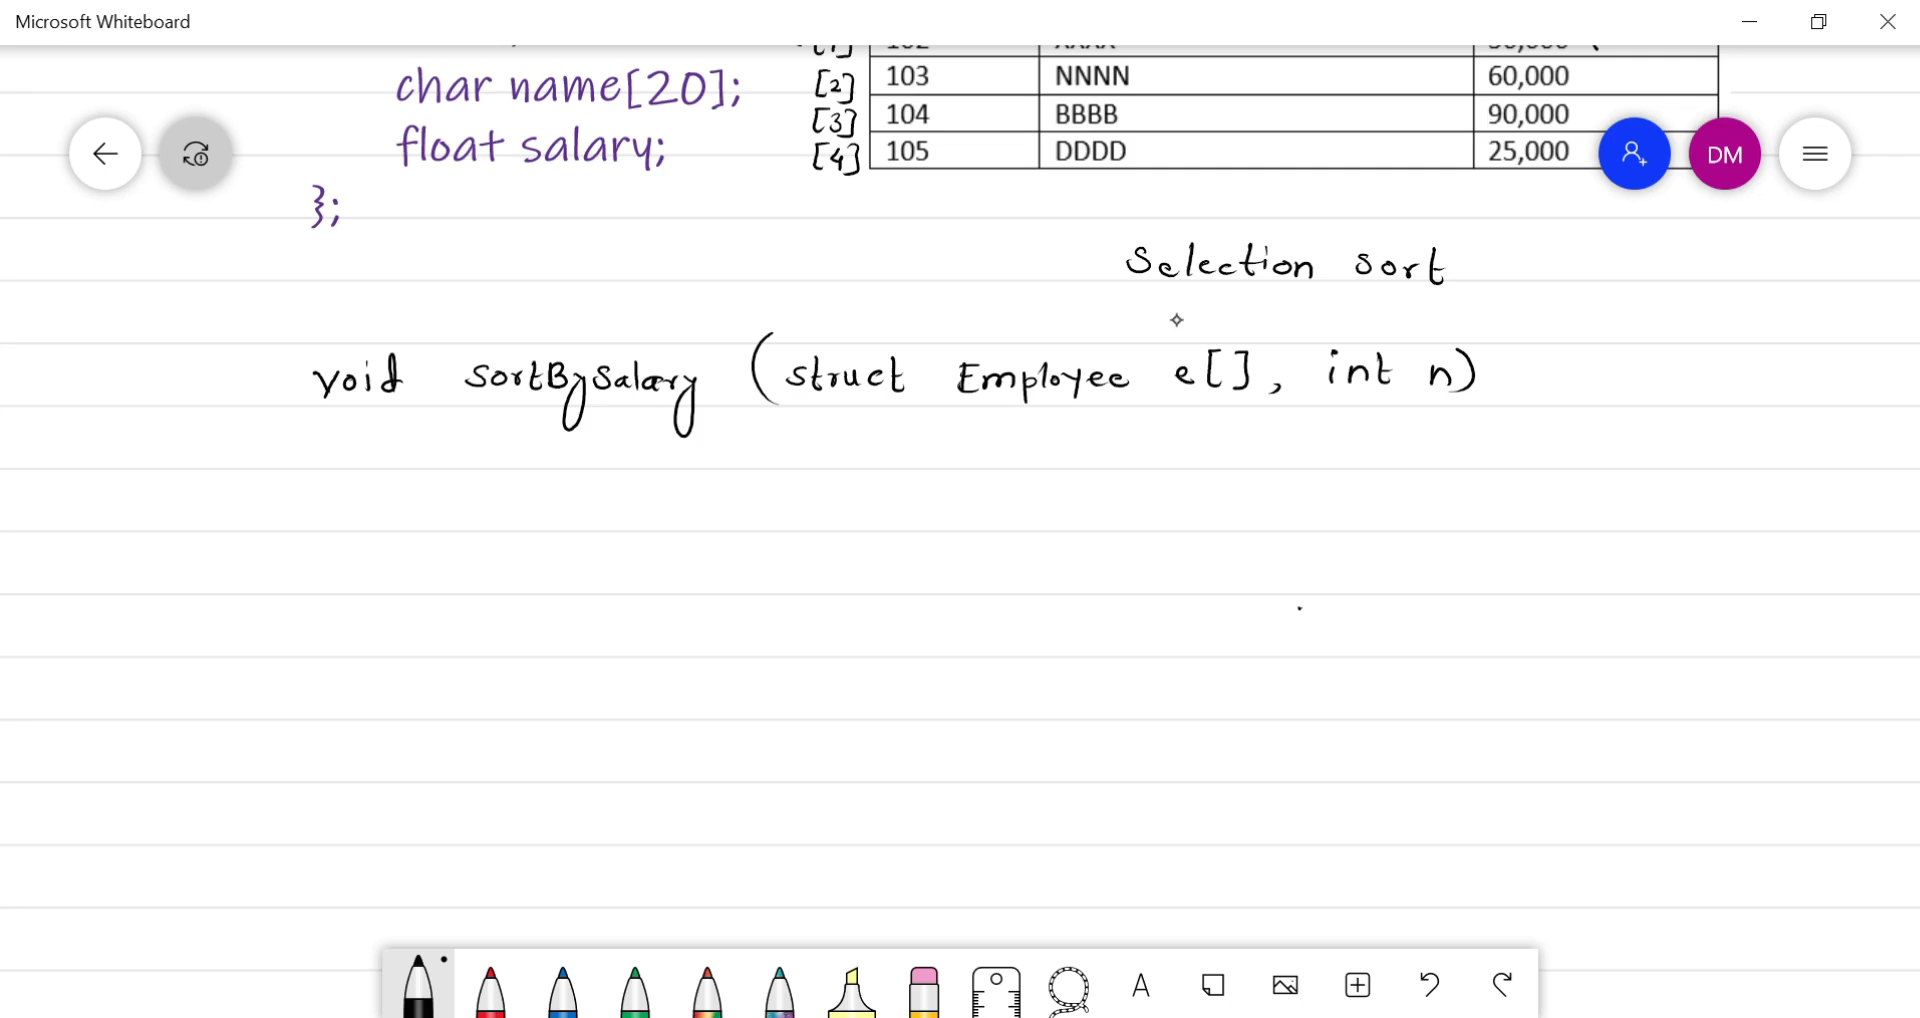 Microsoft Whiteboard
char name[20];
float salary;
};
[2] 103 NNNN 60,000
[3] 104 BBBB 90,000
[4] 105 DDDD 25,000
DM
Selection sort
void sortBySalary (struct Employee e[], int n)
A